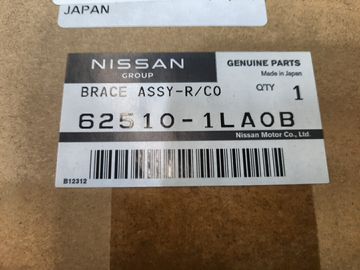 JAPAN
NISSAN
GROUP
GENUINE PARTS
Made in Japan
BRACE ASSY-R/CO
Q'TY 1
62510-1LA0B
Nissan Motor Co., Ltd.
B12312